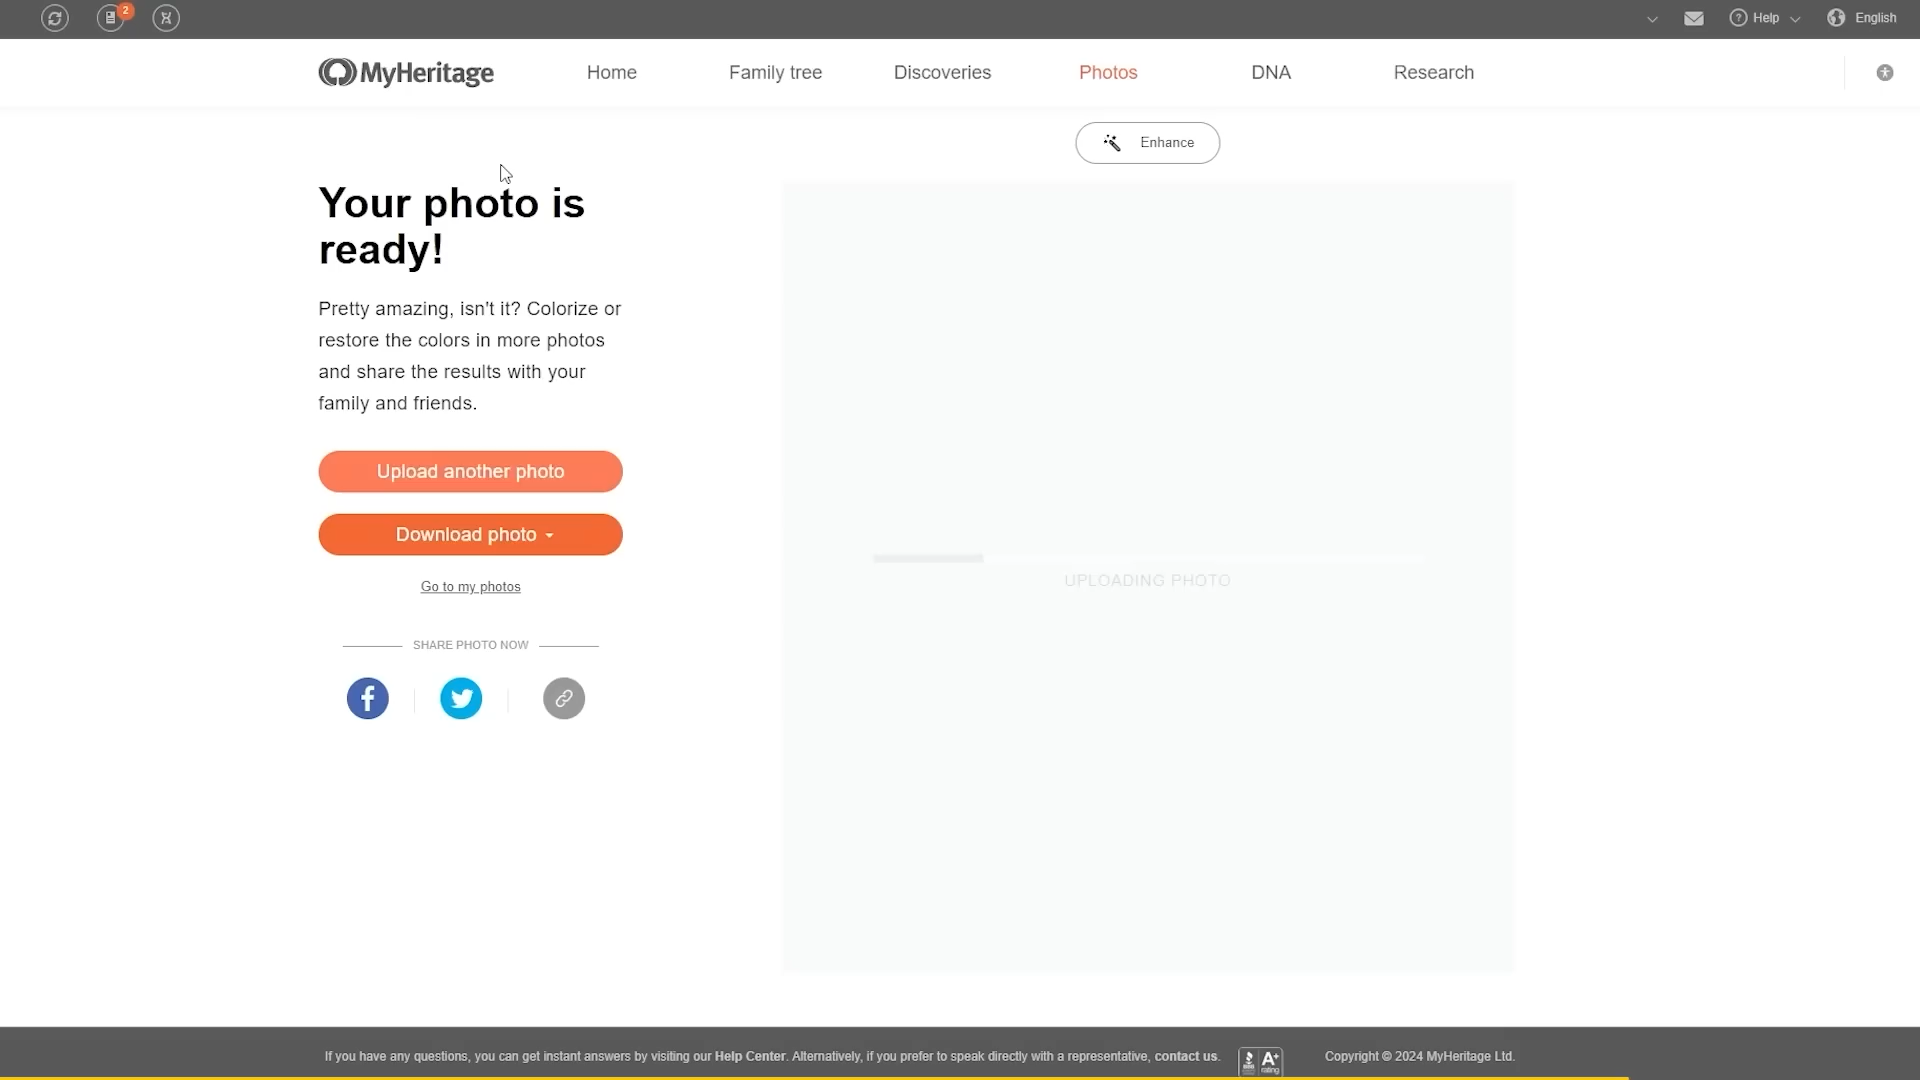 2
Help
English
MyHeritage
Home
Family tree
Discoveries
Photos
DNA
Research
Enhance
Your photo is
ready!
Pretty amazing, isn't it? Colorize or
restore the colors in more photos
and share the results with your
family and friends.
Upload another photo
Download photo
Go to my photos
SHARE PHOTO NOW
UPLOADING PHOTO
If you have any questions, you can get instant answers by visiting our Help Center. Alternatively, if you prefer to speak directly with a representative, contact us.
A+
rating
Copyright © 2024 MyHeritage Ltd.